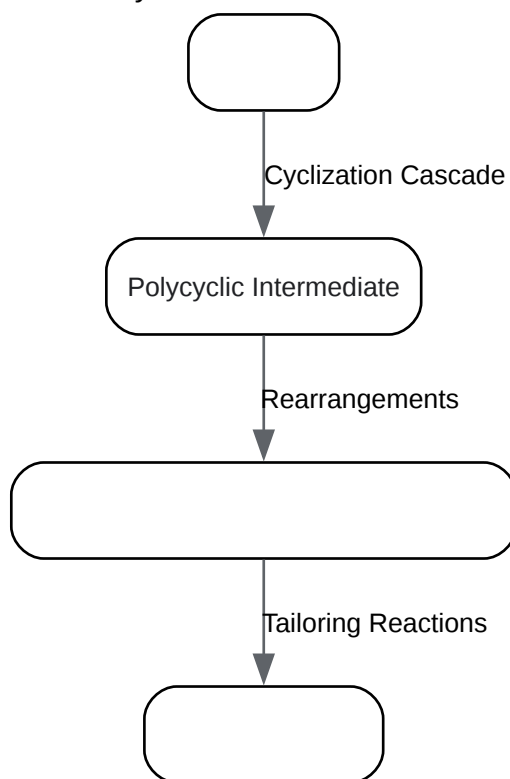 Cyclization Cascade
Polycyclic Intermediate
Rearrangements
Tailoring Reactions